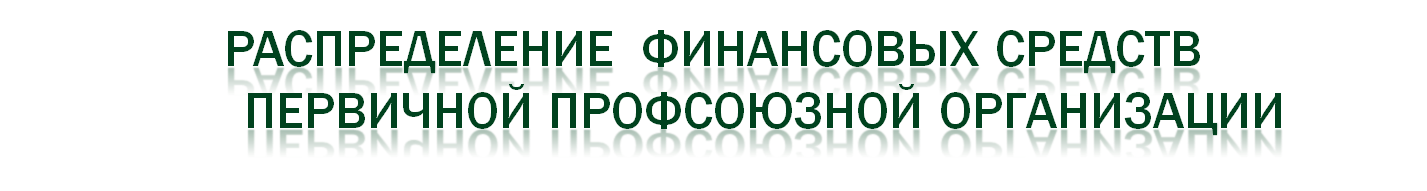 РАСПРЕДЕЛЕНИЕ ФИНАНСОВЫХ СРЕДСТВ
ПЕРВИЧНОЙ ПРОФСОЮЗНОЙ ОРГАНИЗАЦИИ